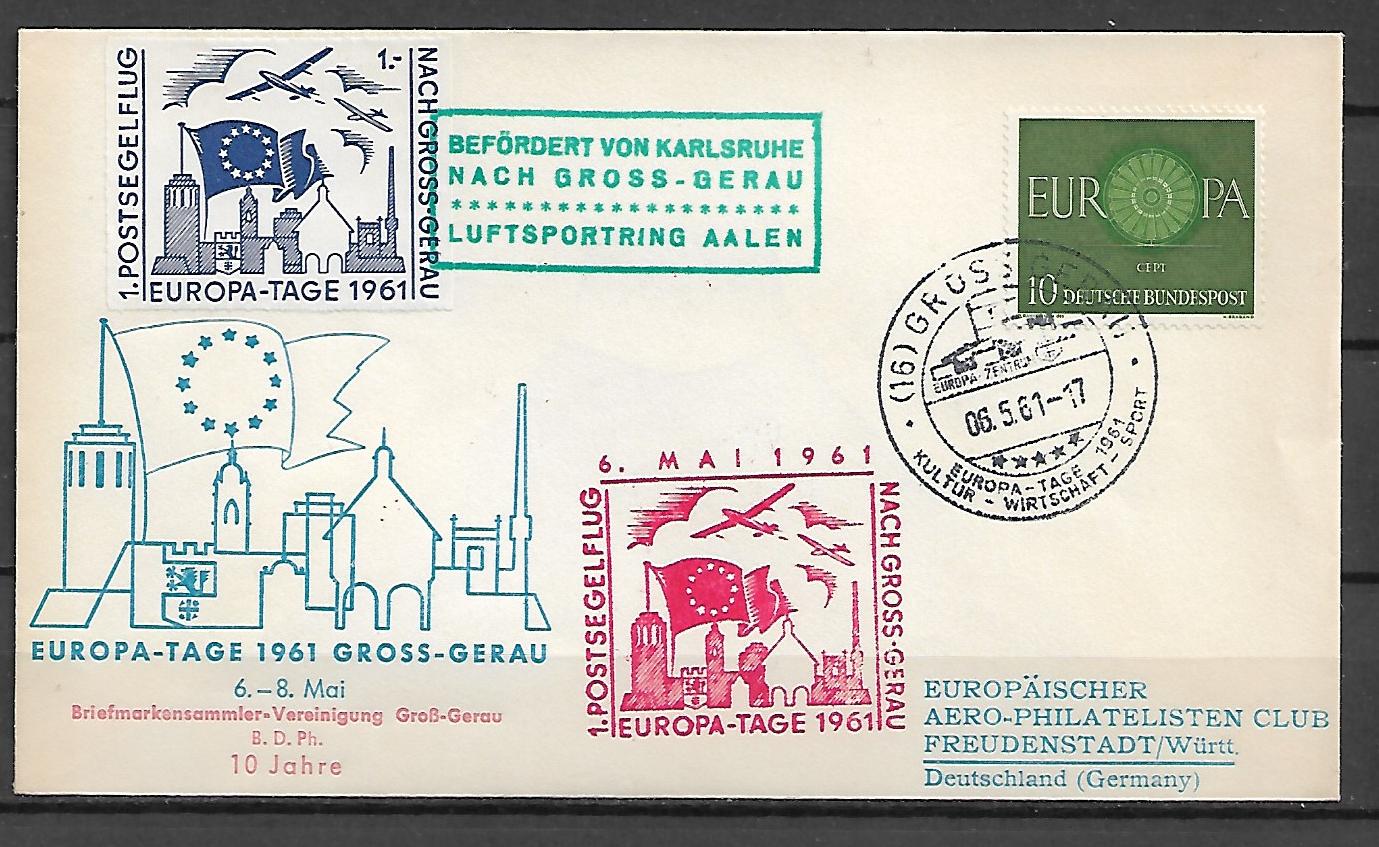 1.POSTSEGELFLUG
1.-
NACH GROSS-GERAU
EUROPA-TAGE 1961
BEFÖRDERT VON KARLSRUHE
NACH GROSS-GERAU
********************
LUFTSPORTRING AALEN
EUROPA
CEPT
10 DEUTSCHE BUNDESPOST
(16) GROSS-GERAU
EUROPA-ZENTRUM
06.5.61-17
EUROPA-TAGE 1961
KULTUR - WIRTSCHAFT - SPORT
6. MAI 1961
1.POSTSEGELFLUG
NACH GROSS-GERAU
EUROPA-TAGE 1961
EUROPA-TAGE 1961 GROSS-GERAU
6.–8. Mai
Briefmarkensammler-Vereinigung Groß-Gerau
B. D. Ph.
10 Jahre
EUROPÄISCHER
AERO-PHILATELISTEN CLUB
FREUDENSTADT/Württ.
Deutschland (Germany)